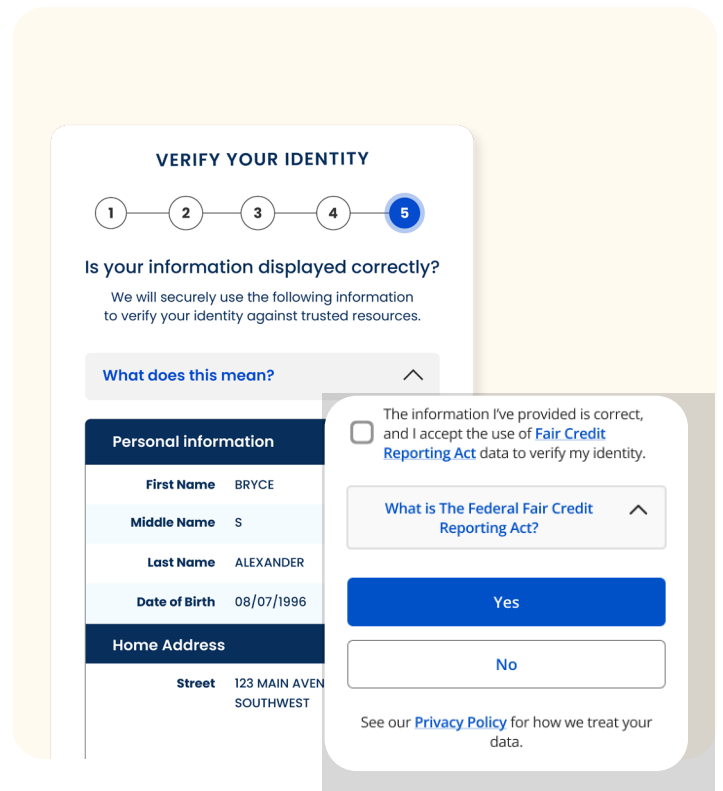 VERIFY YOUR IDENTITY
1 2 3 4 5
Is your information displayed correctly?
We will securely use the following information
to verify your identity against trusted resources.
What does this mean?
Personal information
First Name BRYCE
Middle Name S
Last Name ALEXANDER
Date of Birth 08/07/1996
Home Address
Street 123 MAIN AVEN
SOUTHWEST
The information I've provided is correct,
and I accept the use of Fair Credit
Reporting Act data to verify my identity.
What is The Federal Fair Credit
Reporting Act?
Yes
No
See our Privacy Policy for how we treat your
data.